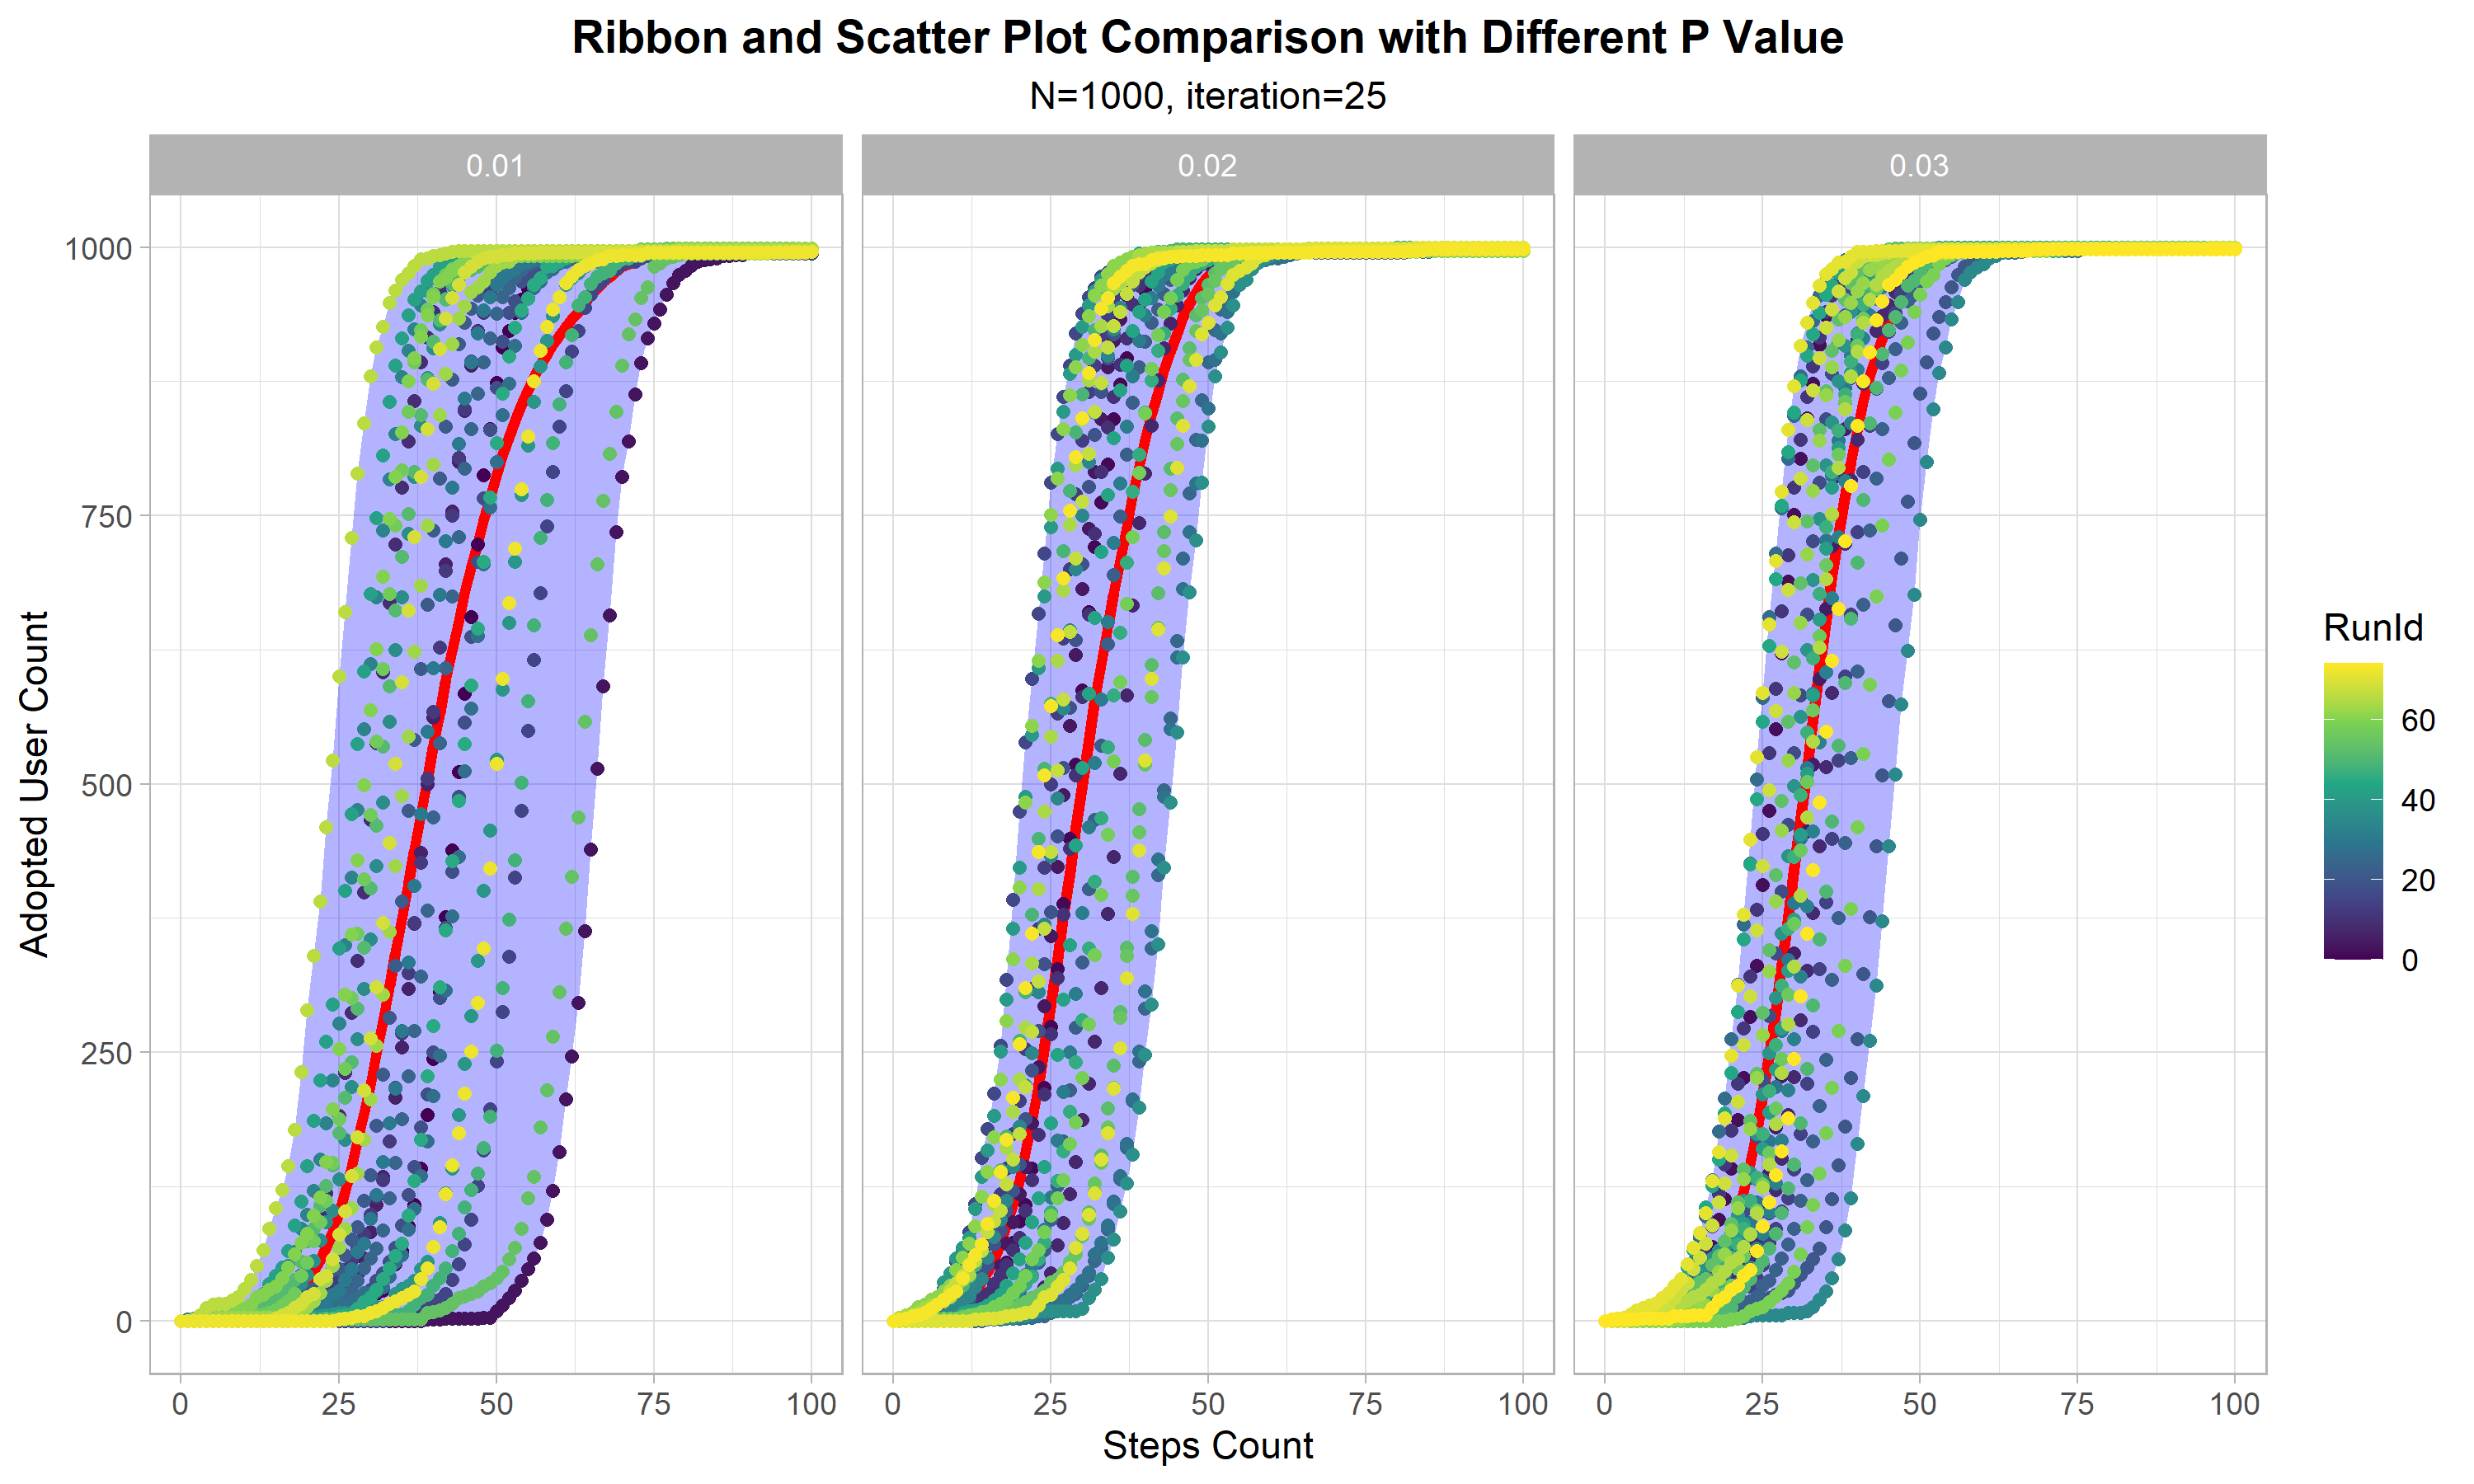 Ribbon and Scatter Plot Comparison with Different P Value
N=1000, iteration=25
0.01 0.02 0.03
1000
750
500
250
0
Adopted User Count
0 25 50 75 100 0 25 50 75 100 0 25 50 75 100
Steps Count
RunId
60
40
20
0